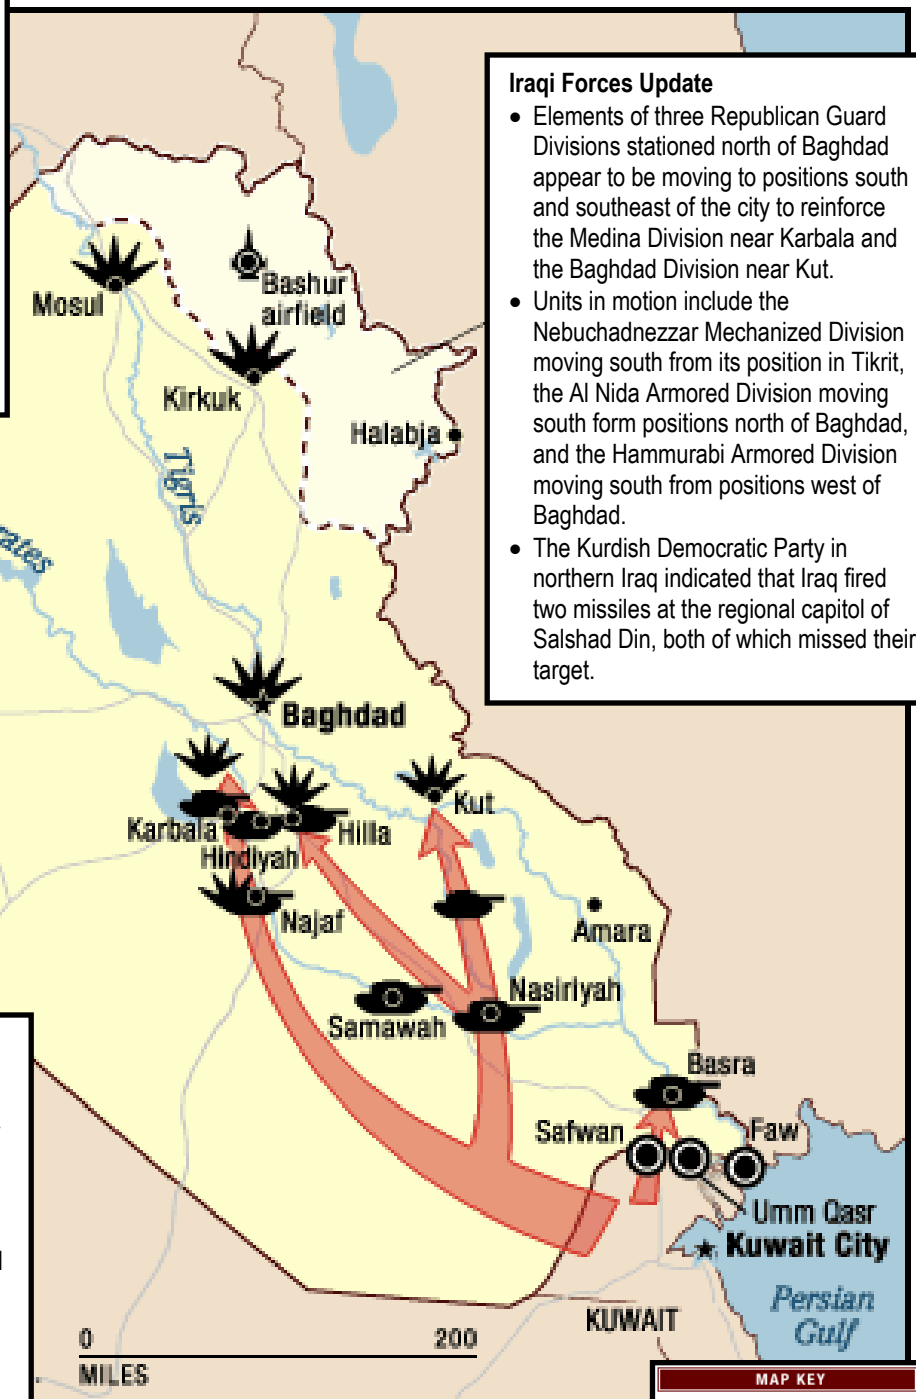 Iraqi Forces Update
• Elements of three Republican Guard
Divisions stationed north of Baghdad
appear to be moving to positions south
and southeast of the city to reinforce
the Medina Division near Karbala and
the Baghdad Division near Kut.
• Units in motion include the
Nebuchadnezzar Mechanized Division
moving south from its position in Tikrit,
the Al Nida Armored Division moving
south form positions north of Baghdad,
and the Hammurabi Armored Division
moving south from positions west of
Baghdad.
• The Kurdish Democratic Party in
northern Iraq indicated that Iraq fired
two missiles at the regional capitol of
Salshad Din, both of which missed their
target.
Mosul
Bashur
airfield
Kirkuk
Halabja
Tigris
rates
Baghdad
Kut
Karbala
Hilla
Hindiyah
Najaf
Amara
Nasiriyah
Samawah
Basra
Safwan
Faw
Umm Qasr
Kuwait City
Persian
Gulf
KUWAIT
0 200
MILES
MAP KEY